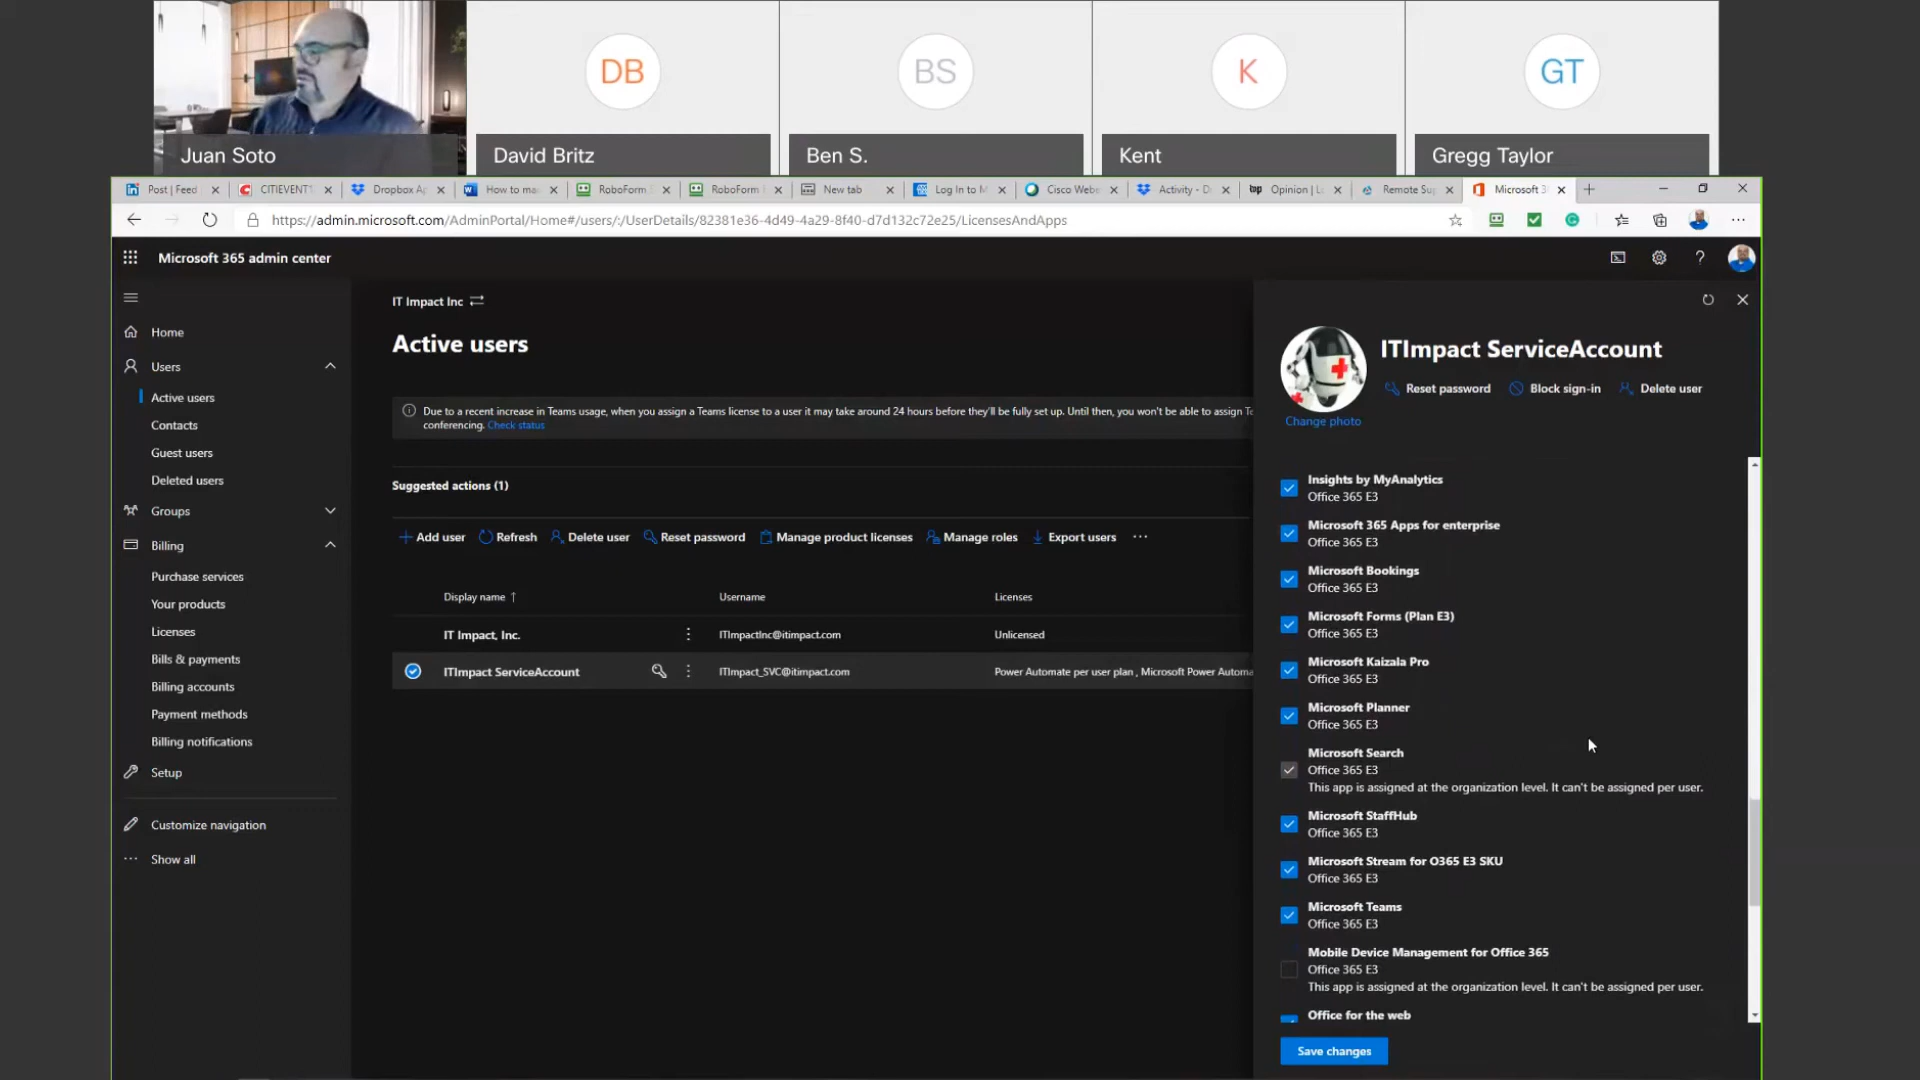 DB
BS
K
GT
Juan Soto
David Britz
Ben S.
Kent
Gregg Taylor
Post | Feed
CITIEVENT
Dropbox A
How to ma
RoboForm
RoboForm
New tab
Log In to M
Cisco Webe
Activity - D
top Opinion | L
Remote Su
Microsoft 3
https://admin.microsoft.com/AdminPortal/Home#/users/:/UserDetails/82381e36-4d49-4a29-8f40-d7d132c72e25/LicensesAndApps
Microsoft 365 admin center
Home
Users
Active users
Contacts
Guest users
Deleted users
Groups
Billing
Purchase services
Your products
Licenses
Bills & payments
Billing accounts
Payment methods
Billing notifications
Setup
Customize navigation
Show all
IT Impact Inc
Active users
Due to a recent increase in Teams usage, when you assign a Teams license to a user it may take around 24 hours before they'll be fully set up. Until then, you won't be able to assign Te
conferencing. Check status
Suggested actions (1)
Add user Refresh Delete user Reset password Manage product licenses Manage roles Export users
Display name ↑ Username Licenses
IT Impact, Inc. ITImpactInc@itimpact.com Unlicensed
ITImpact ServiceAccount ITImpact_SVC@itimpact.com Power Automate per user plan , Microsoft Power Automa
ITImpact ServiceAccount
Reset password Block sign-in Delete user
Change photo
Insights by MyAnalytics
Office 365 E3
Microsoft 365 Apps for enterprise
Office 365 E3
Microsoft Bookings
Office 365 E3
Microsoft Forms (Plan E3)
Office 365 E3
Microsoft Kaizala Pro
Office 365 E3
Microsoft Planner
Office 365 E3
Microsoft Search
Office 365 E3
This app is assigned at the organization level. It can't be assigned per user.
Microsoft StaffHub
Office 365 E3
Microsoft Stream for O365 E3 SKU
Office 365 E3
Microsoft Teams
Office 365 E3
Mobile Device Management for Office 365
Office 365 E3
This app is assigned at the organization level. It can't be assigned per user.
Office for the web
Save changes